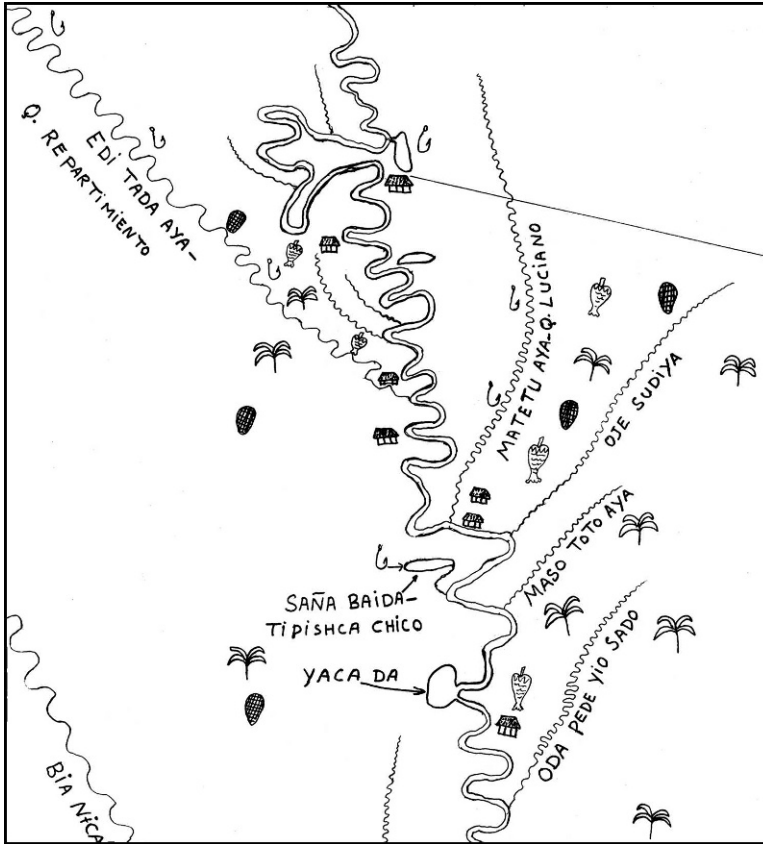 EDI TADA AYA-
Q. REPARTIMIENTO
MATETU AYA-Q. LUCIANO
OJE SUDIYA
MASO TOTO AYA
SAÑA BAIDA-
TIPISHCA CHICO
YACA DA
ODA PEDE YIO SADO
BIA NICA